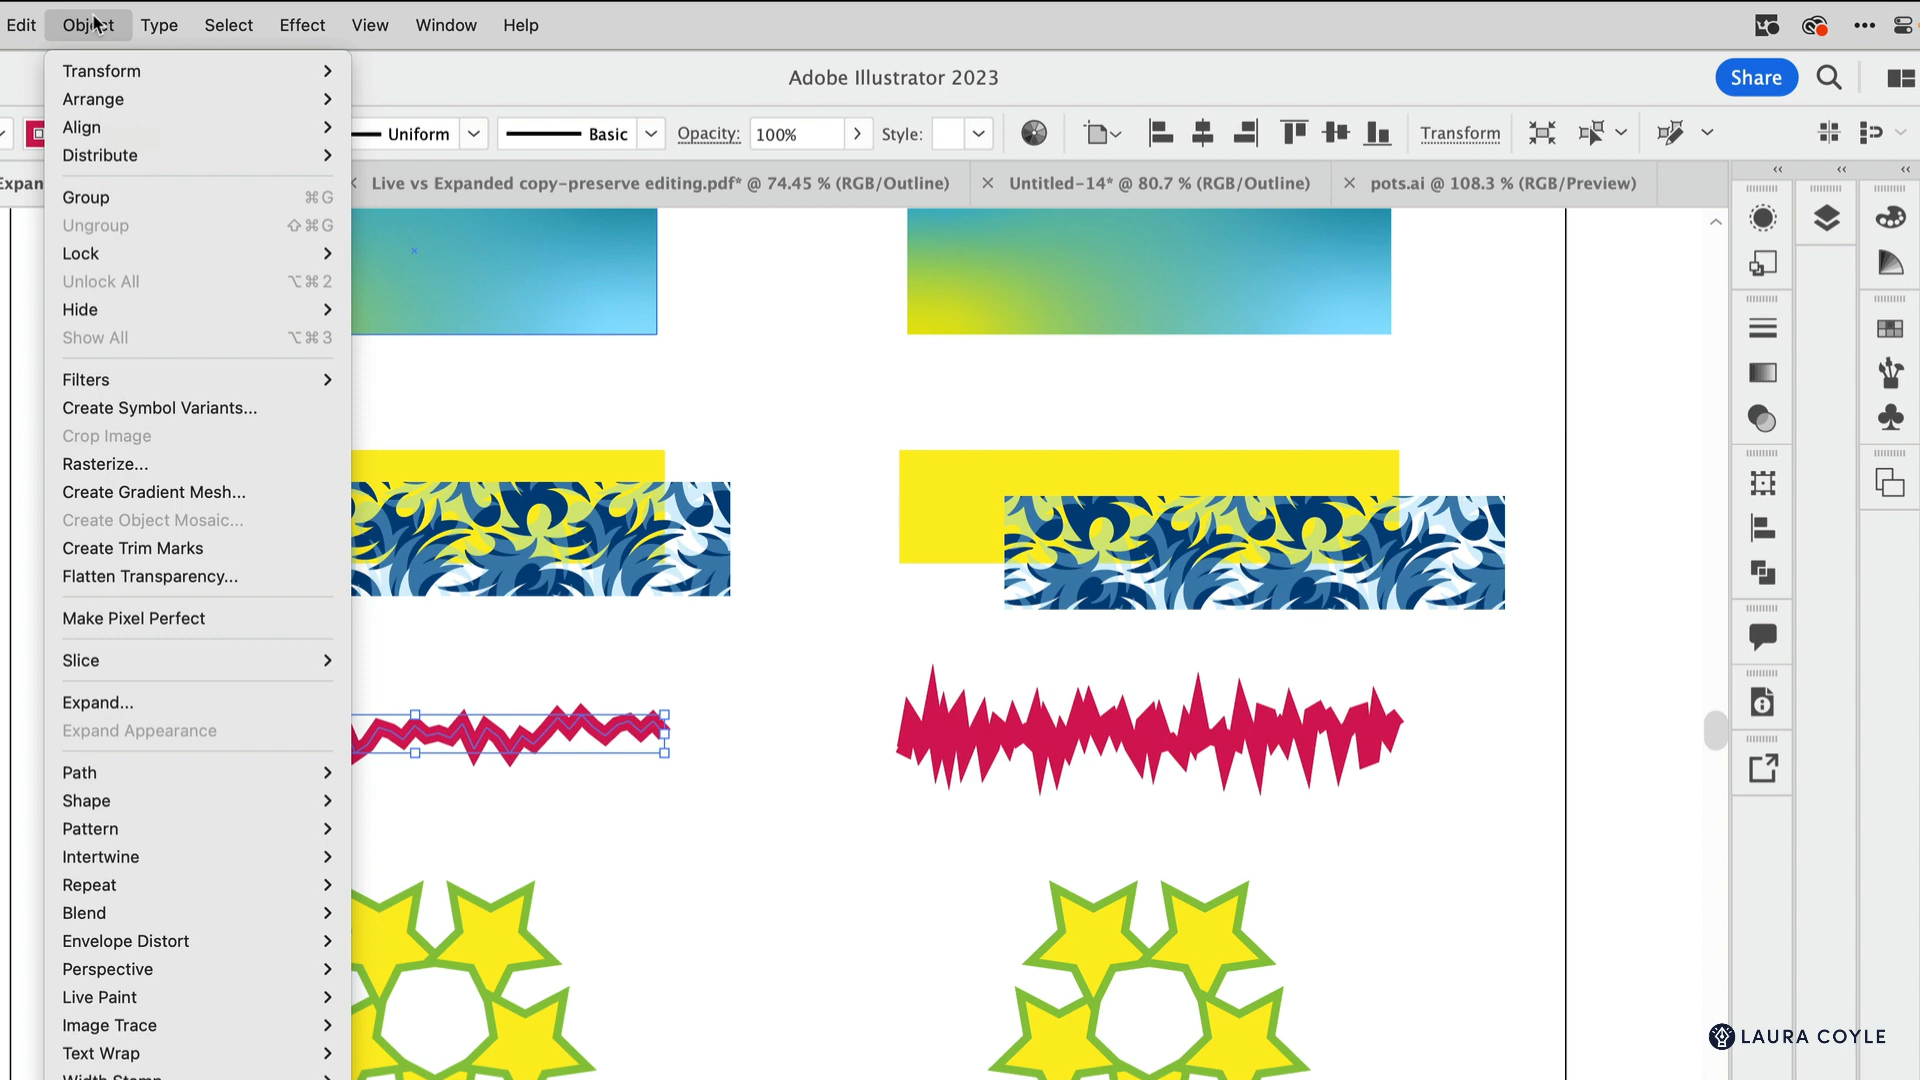 Edit Object Type Select Effect View Window Help
Adobe Illustrator 2023
Share
Uniform
Basic
Opacity: 100%
Style:
Transform
Expan
Live vs Expanded copy-preserve editing.pdf* @ 74.45 % (RGB/Outline)
Untitled-14* @ 80.7 % (RGB/Outline)
pots.ai @ 108.3 % (RGB/Preview)
Transform
Arrange
Align
Distribute
Group ⌘G
Ungroup ⇧⌘G
Lock
Unlock All ⌥⌘2
Hide
Show All ⌥⌘3
Filters
Create Symbol Variants...
Crop Image
Rasterize...
Create Gradient Mesh...
Create Object Mosaic...
Create Trim Marks
Flatten Transparency...
Make Pixel Perfect
Slice
Expand...
Expand Appearance
Path
Shape
Pattern
Intertwine
Repeat
Blend
Envelope Distort
Perspective
Live Paint
Image Trace
Text Wrap
LAURA COYLE